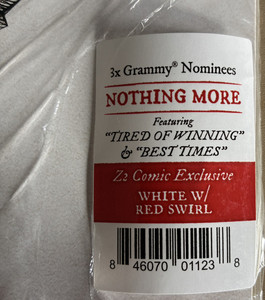 3x Grammy® Nominees
NOTHING MORE
Featuring
"TIRED OF WINNING"
& "BEST TIMES"
Z2 Comic Exclusive
WHITE W/
RED SWIRL
8 46070 01123 8